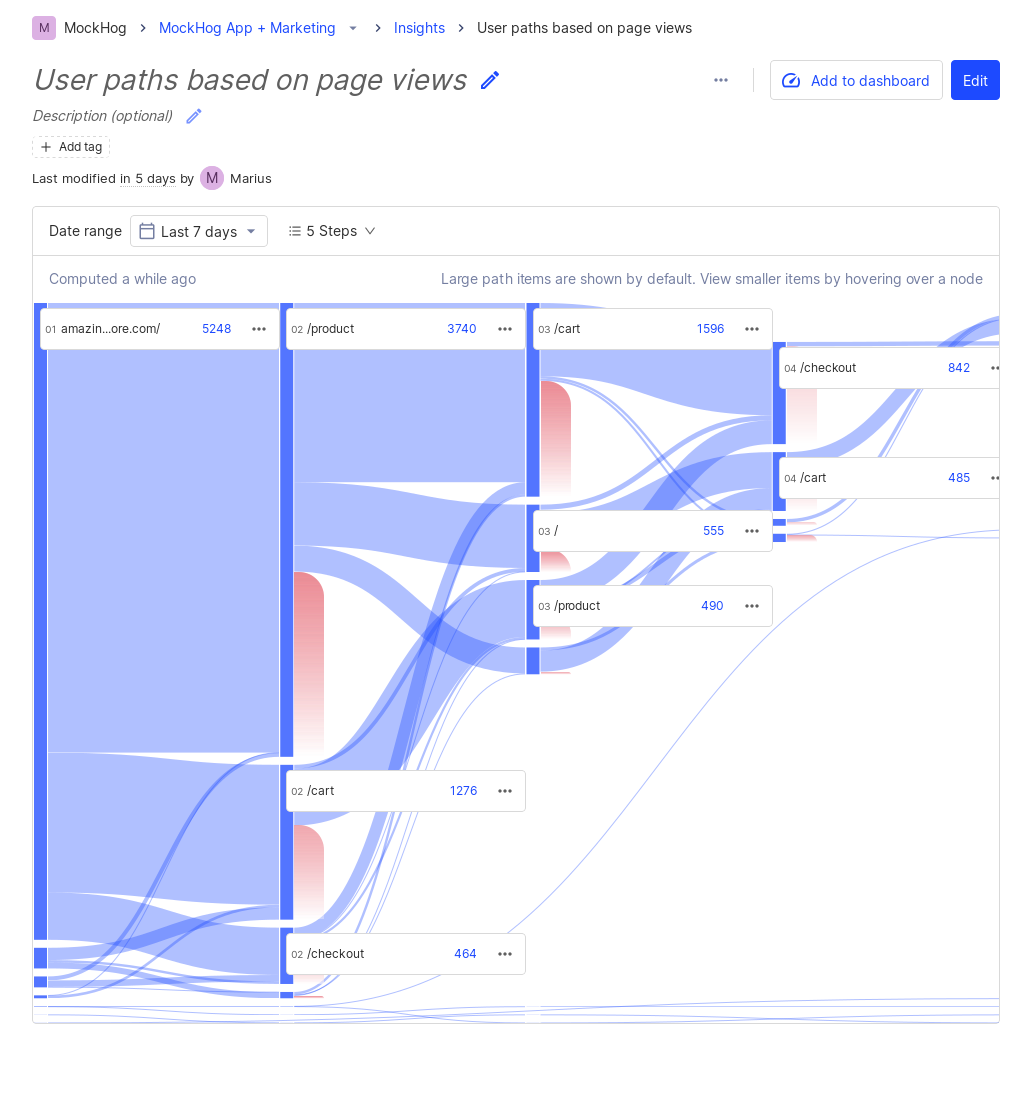 M MockHog MockHog App + Marketing Insights User paths based on page views
User paths based on page views
Add to dashboard
Edit
Description (optional)
Add tag
Last modified in 5 days by M Marius
Date range Last 7 days 5 Steps
Computed a while ago
Large path items are shown by default. View smaller items by hovering over a node
01 amazin...ore.com/ 5248
02 /product 3740
03 /cart 1596
04 /checkout 842
04 /cart 485
03 / 555
03 /product 490
02 /cart 1276
02 /checkout 464